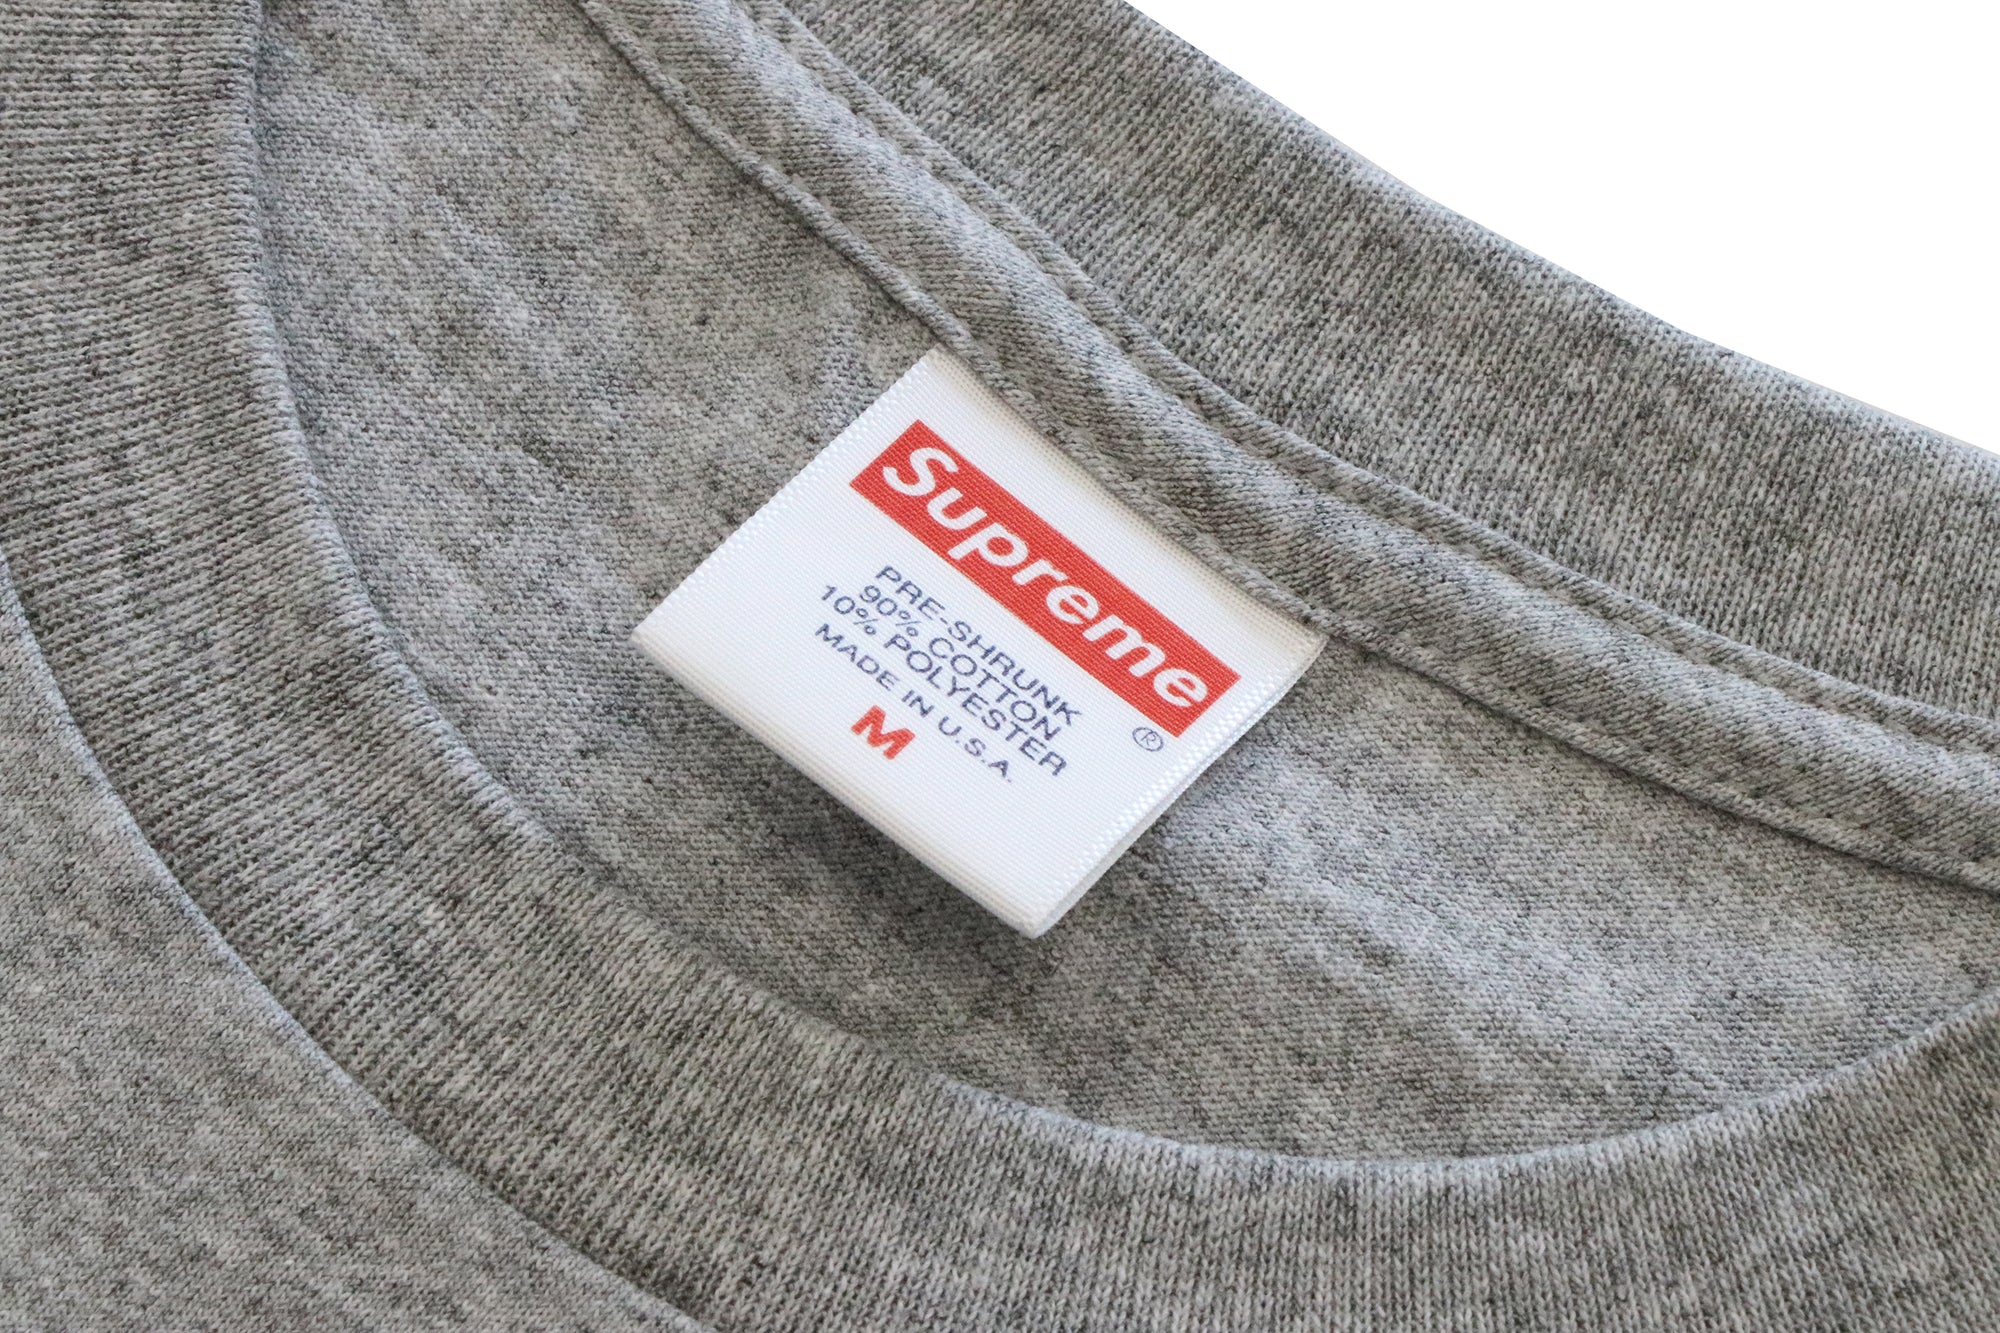 Supreme
®
PRE-SHRUNK
90% COTTON
10% POLYESTER
MADE IN U.S.A.
M